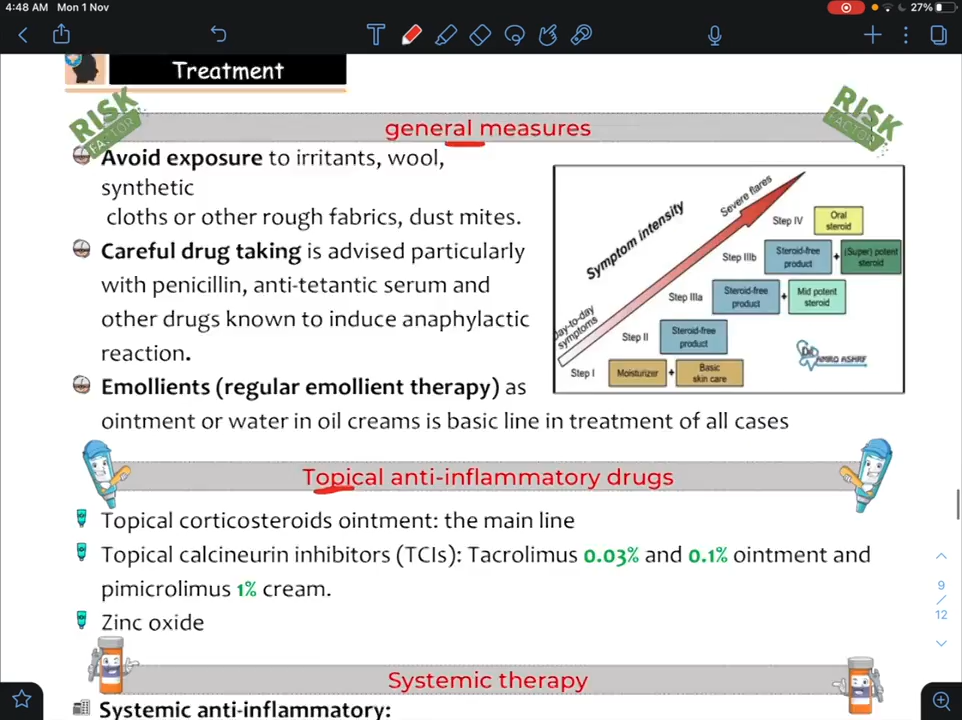 4:48 AM Mon 1 Nov
27%
Treatment
RISK FACTOR
RISK FACTOR
general measures
Avoid exposure to irritants, wool,
synthetic
cloths or other rough fabrics, dust mites.
Careful drug taking is advised particularly
with penicillin, anti-tetantic serum and
other drugs known to induce anaphylactic
reaction.
Emollients (regular emollient therapy) as
ointment or water in oil creams is basic line in treatment of all cases
Symptom intensity
Severe flares
Day-to-day
symptoms
Step IV
Oral
steroid
Step IIIb
Steroid-free
product
+
(Super) potent
steroid
Step IIIa
Steroid-free
product
+
Mid potent
steroid
Step II
Steroid-free
product
Step I
Moisturizer
+
Basic
skin care
AMRO ASHRF
Topical anti-inflammatory drugs
Topical corticosteroids ointment: the main line
Topical calcineurin inhibitors (TCIs): Tacrolimus 0.03% and 0.1% ointment and
pimicrolimus 1% cream.
Zinc oxide
9
/
12
Systemic therapy
Systemic anti-inflammatory: